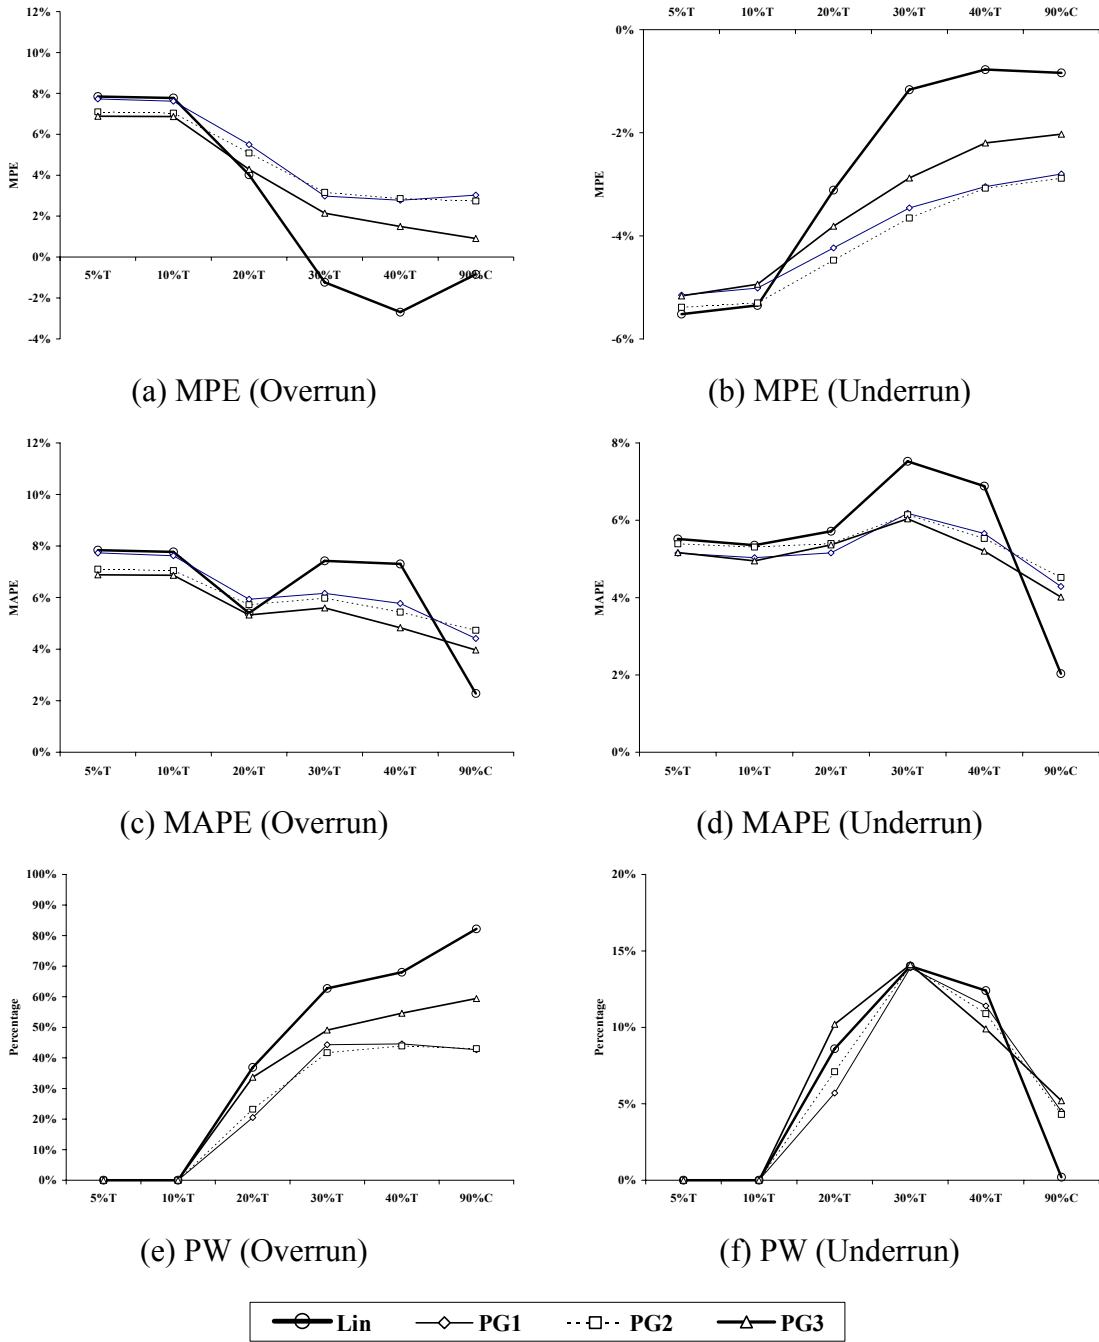 12%
10%
8%
6%
4%
2%
0%
-2%
-4%
MPE
5%T 10%T 20%T 30%T 40%T 90%C
(a) MPE (Overrun)
5%T 10%T 20%T 30%T 40%T 90%C
0%
-2%
-4%
-6%
MPE
(b) MPE (Underrun)
12%
10%
8%
6%
4%
2%
0%
MAPE
5%T 10%T 20%T 30%T 40%T 90%C
(c) MAPE (Overrun)
8%
6%
4%
2%
0%
MAPE
5%T 10%T 20%T 30%T 40%T 90%C
(d) MAPE (Underrun)
100%
90%
80%
70%
60%
50%
40%
30%
20%
10%
0%
Percentage
5%T 10%T 20%T 30%T 40%T 90%C
(e) PW (Overrun)
20%
15%
10%
5%
0%
Percentage
5%T 10%T 20%T 30%T 40%T 90%C
(f) PW (Underrun)
Lin PG1 PG2 PG3